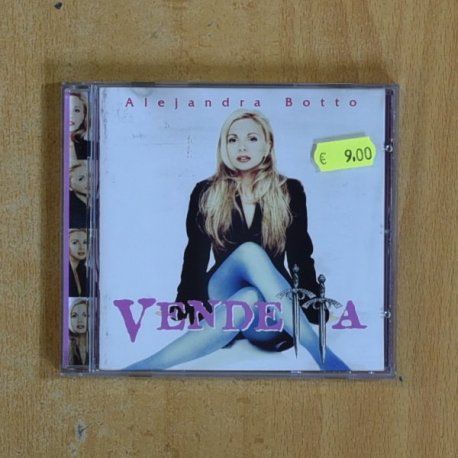 Alejandra Botto
€ 9.00
VENDETTA